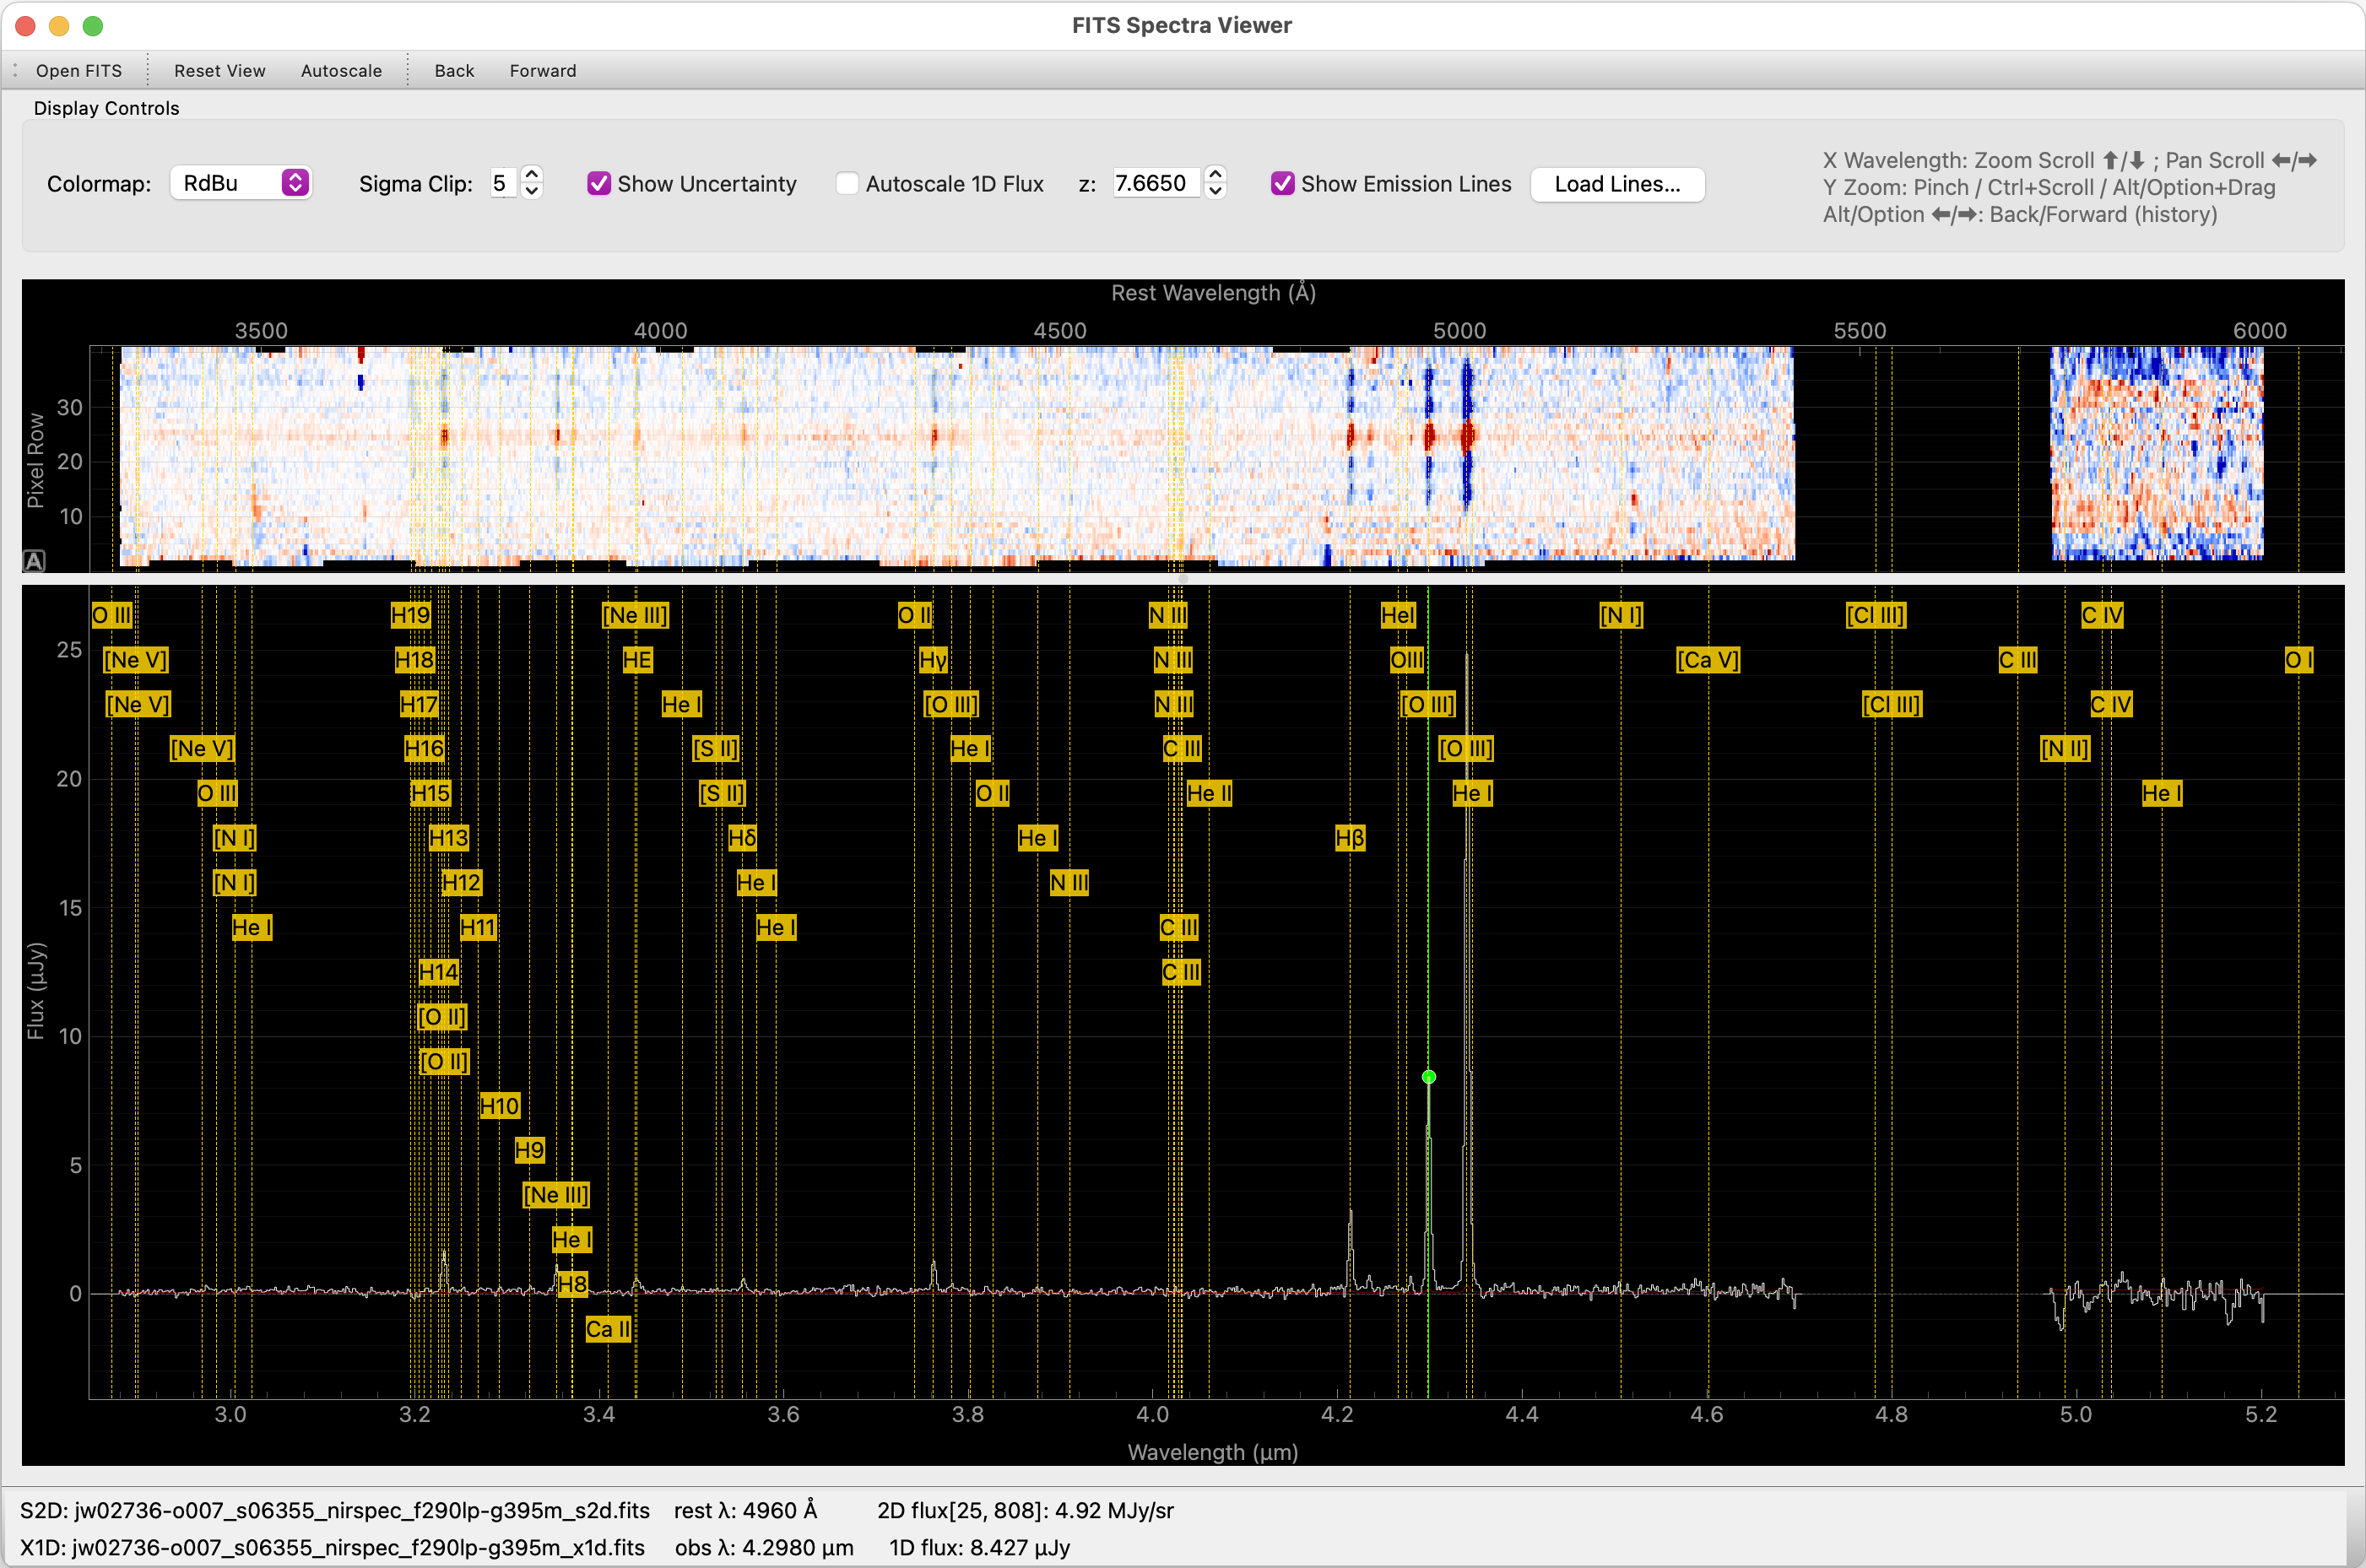 FITS Spectra Viewer
Open FITS Reset View Autoscale Back Forward
Display Controls
Colormap: RdBu Sigma Clip: 5 Show Uncertainty Autoscale 1D Flux z: 7.6650 Show Emission Lines Load Lines...
X Wavelength: Zoom Scroll ⬆/⬇ ; Pan Scroll ⬅/➡
Y Zoom: Pinch / Ctrl+Scroll / Alt/Option+Drag
Alt/Option ⬅/➡: Back/Forward (history)
Rest Wavelength (Å)
3500 4000 4500 5000 5500 6000
Pixel Row
30
20
10
A
O III H19 [Ne III] O II N III HeI [N I] [Cl III] C IV
25
[Ne V] H18 HE Hγ N III OIII [Ca V] C III O I
[Ne V] H17 He I [O III] N III [O III] [Cl III] C IV
[Ne V] H16 [S II] He I C III [O III] [N II]
20
O III H15 [S II] O II He II He I He I
[N I] H13 Hδ He I Hβ
[N I] H12 He I N III
15
He I H11 He I C III
H14 C III
[O II]
10
[O II]
H10
H9
5
[Ne III]
He I
H8
0
Ca II
Flux (µJy)
3.0 3.2 3.4 3.6 3.8 4.0 4.2 4.4 4.6 4.8 5.0 5.2
Wavelength (µm)
S2D: jw02736-o007_s06355_nirspec_f290lp-g395m_s2d.fits rest λ: 4960 Å 2D flux[25, 808]: 4.92 MJy/sr
X1D: jw02736-o007_s06355_nirspec_f290lp-g395m_x1d.fits obs λ: 4.2980 µm 1D flux: 8.427 µJy